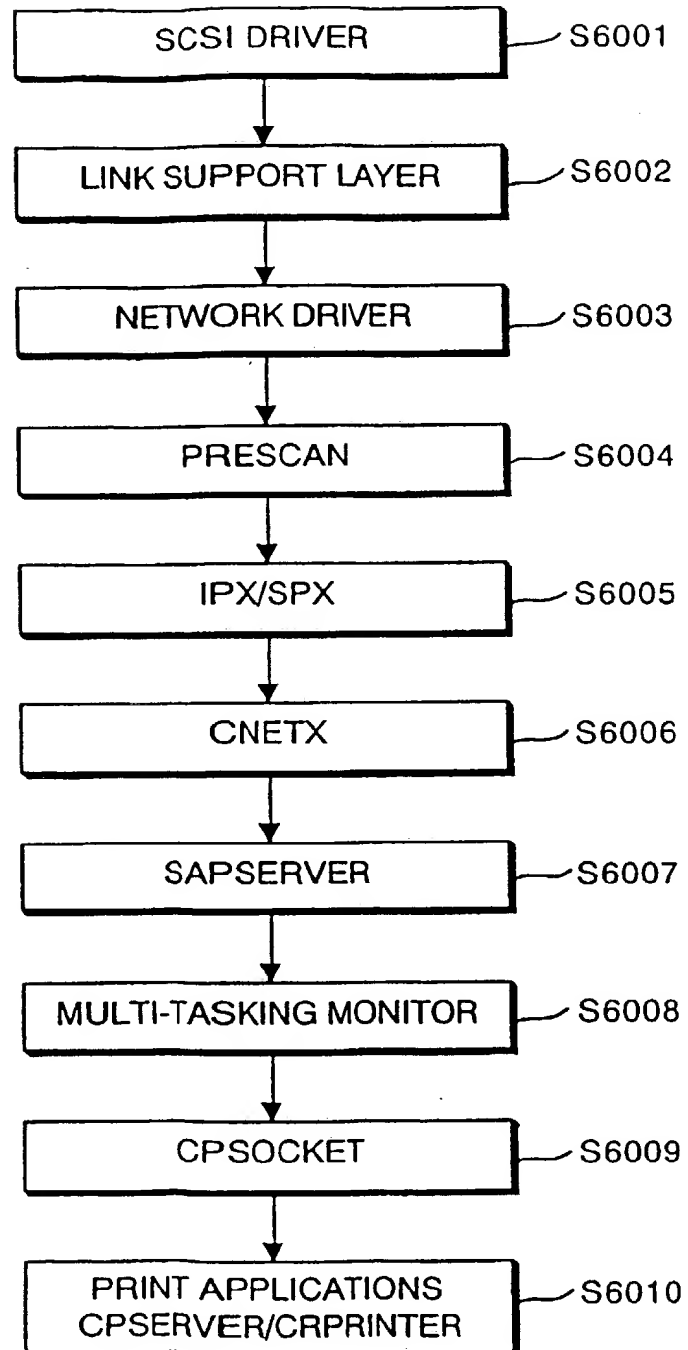 SCSI DRIVER
S6001
LINK SUPPORT LAYER
S6002
NETWORK DRIVER
S6003
PRESCAN
S6004
IPX/SPX
S6005
CNETX
S6006
SAPSERVER
S6007
MULTI-TASKING MONITOR
S6008
CPSOCKET
S6009
PRINT APPLICATIONS
CPSERVER/CRPRINTER
S6010